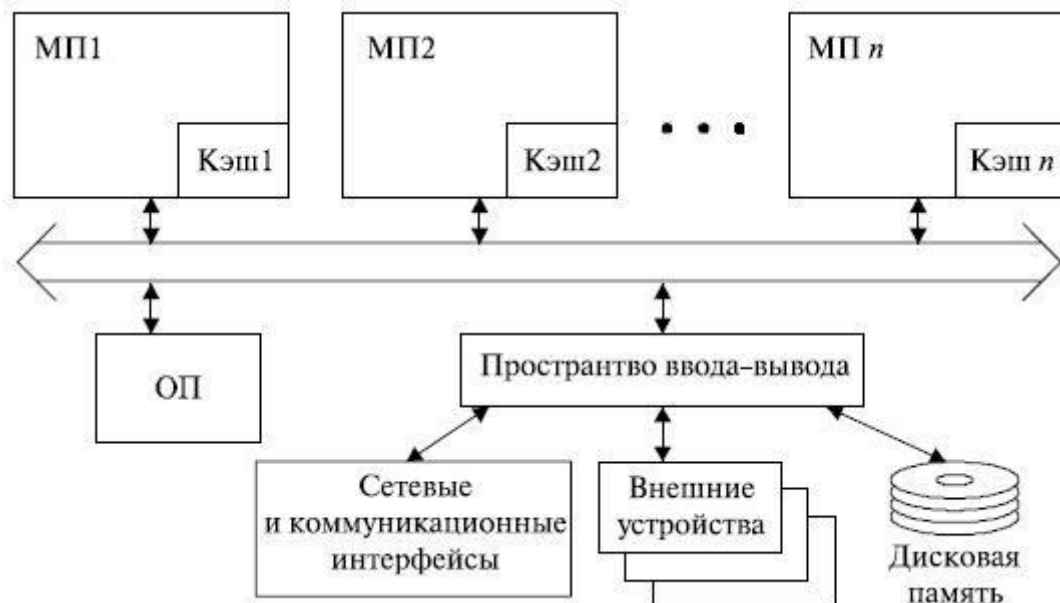 МП1
МП2
МП n
Кэш1
Кэш2
Кэш n
ОП
Пространтво ввода–вывода
Сетевые
и коммуникационные
интерфейсы
Внешние
устройства
Дисковая
память